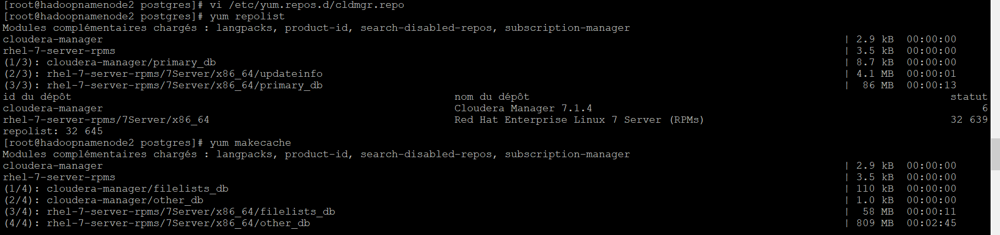 [root@hadoopnamenode2 postgres]# vi /etc/yum.repos.d/cldmgr.repo
[root@hadoopnamenode2 postgres]# yum repolist
Modules complémentaires chargés : langpacks, product-id, search-disabled-repos, subscription-manager
cloudera-manager | 2.9 kB 00:00:00
rhel-7-server-rpms | 3.5 kB 00:00:00
(1/3): cloudera-manager/primary_db | 8.7 kB 00:00:00
(2/3): rhel-7-server-rpms/7Server/x86_64/updateinfo | 4.1 MB 00:00:01
(3/3): rhel-7-server-rpms/7Server/x86_64/primary_db | 86 MB 00:00:13
id du dépôt nom du dépôt statut
cloudera-manager Cloudera Manager 7.1.4 6
rhel-7-server-rpms/7Server/x86_64 Red Hat Enterprise Linux 7 Server (RPMs) 32 639
repolist: 32 645
[root@hadoopnamenode2 postgres]# yum makecache
Modules complémentaires chargés : langpacks, product-id, search-disabled-repos, subscription-manager
cloudera-manager | 2.9 kB 00:00:00
rhel-7-server-rpms | 3.5 kB 00:00:00
(1/4): cloudera-manager/filelists_db | 110 kB 00:00:00
(2/4): cloudera-manager/other_db | 1.0 kB 00:00:00
(3/4): rhel-7-server-rpms/7Server/x86_64/filelists_db | 58 MB 00:00:11
(4/4): rhel-7-server-rpms/7Server/x86_64/other_db | 809 MB 00:02:45